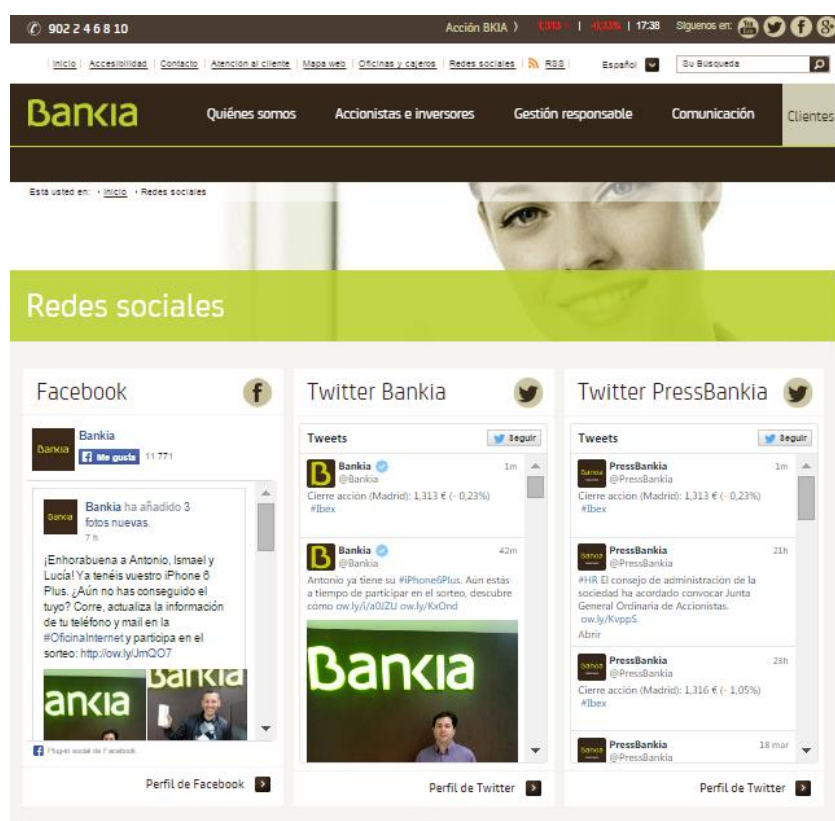 902 2 4 6 8 10
Acción BKIA 〉 1,313 | -0,23% | 17:38 Síguenos en:
Inicio | Accesibilidad | Contacto | Atención al cliente | Mapa web | Oficinas y cajeros | Redes sociales | RSS | Español Su Búsqueda
Bankia
Quiénes somos Accionistas e inversores Gestión responsable Comunicación Clientes
Esta usted en: › Inicio › Redes sociales
Redes sociales
Facebook
Bankia
Bankia
Me gusta 11 771
Bankia
Bankia ha añadido 3
fotos nuevas.
7 h
¡Enhorabuena a Antonio, Ismael y
Lucía! Ya tenéis vuestro iPhone 6
Plus. ¿Aún no has conseguido el
tuyo? Corre, actualiza la información
de tu teléfono y mail en la
#OficinaInternet y participa en el
sorteo: http://ow.ly/JmQO7
ankia
Bankia
Plug-in social de Facebook
Perfil de Facebook
Twitter Bankia
Tweets Seguir
Bankia 1m
@Bankia
Cierre acción (Madrid): 1,313 € (- 0,23%)
#Ibex
Bankia 42m
@Bankia
Antonio ya tiene su #iPhone6Plus. Aún estás
a tiempo de participar en el sorteo, descubre
cómo ow.ly/i/a0JZU ow.ly/KxOnd
Bankia
Perfil de Twitter
Twitter PressBankia
Tweets Seguir
PressBankia 1m
@PressBankia
Cierre acción (Madrid): 1,313 € (- 0,23%)
#Ibex
PressBankia 21h
@PressBankia
#HR El consejo de administración de la
sociedad ha acordado convocar Junta
General Ordinaria de Accionistas.
ow.ly/KvppS
Abrir
PressBankia 23h
@PressBankia
Cierre acción (Madrid): 1,316 € (- 1,05%)
#Ibex
PressBankia 18 mar
@PressBankia
Perfil de Twitter